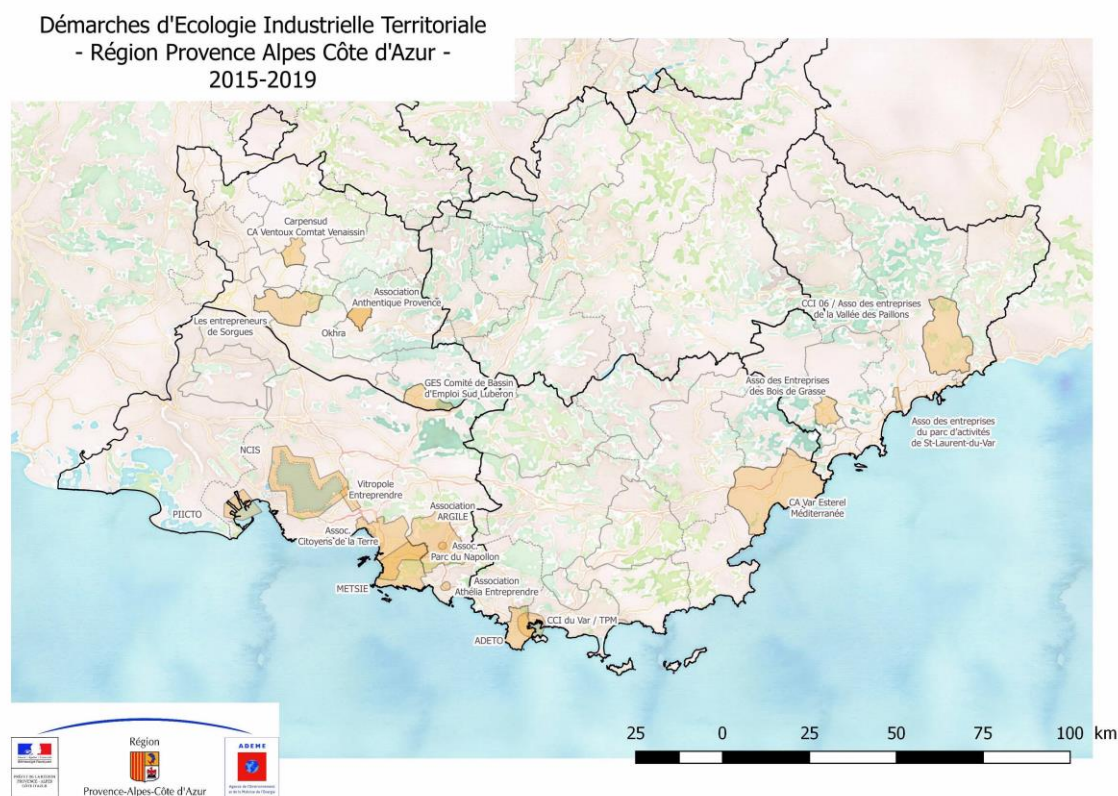 Démarches d'Ecologie Industrielle Territoriale
- Région Provence Alpes Côte d'Azur -
2015-2019
Carpensud
CA Ventoux Comtat Venaissin
Association
Anthentique Provence
Les entrepreneurs
de Sorgues
Okhra
CCI 06 / Asso des entreprises
de la Vallée des Paillons
GES Comité de Bassin
d'Emploi Sud Luberon
Asso des Entreprises
des Bois de Grasse
Asso des entreprises
du parc d'activités
de St-Laurent-du-Var
NCIS
Vitropole
Entreprendre
PIICTO
Association
ARGILE
CA Var Esterel
Méditerranée
Assoc.
Citoyens de la Terre
Assoc.
Parc du Napollon
METSIE
Association
Athélia Entreprendre
CCI du Var / TPM
ADETO
25 0 25 50 75 100 km
Région
Provence-Alpes-Côte d'Azur
ADEME